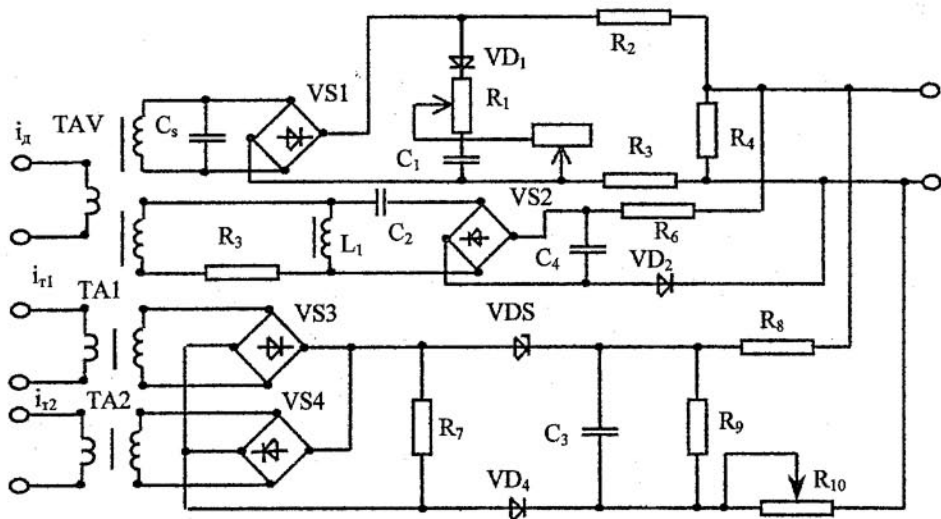 R₂
VD₁
VS1
R₁
TAV
iд
Cₛ
R₄
C₁
R₃
VS2
C₂
R₃
L₁
C₄
R₆
VD₂
iт1
TA1
VS3
VDS
R₈
iт2
TA2
VS4
R₇
C₃
R₉
VD₄
R₁₀